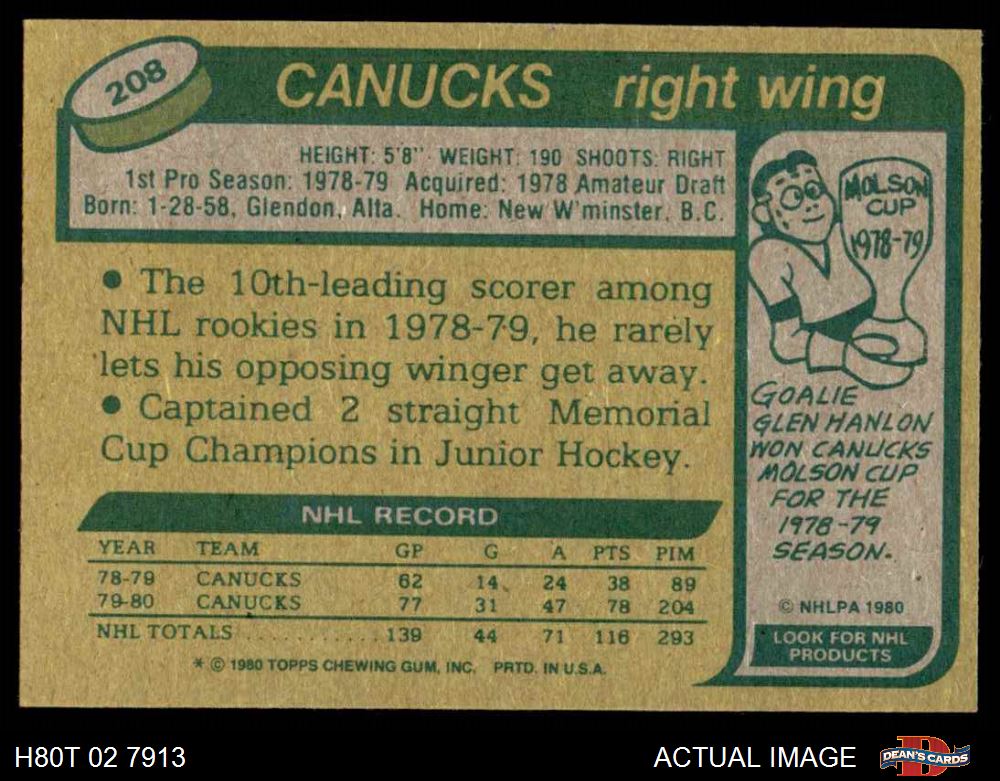 208
CANUCKS right wing
HEIGHT: 5'8" WEIGHT: 190 SHOOTS: RIGHT
1st Pro Season: 1978-79 Acquired: 1978 Amateur Draft
Born: 1-28-58, Glendon, Alta. Home: New W'minster, B.C.
• The 10th-leading scorer among
NHL rookies in 1978-79, he rarely
lets his opposing winger get away.
• Captained 2 straight Memorial
Cup Champions in Junior Hockey.
NHL RECORD
YEAR TEAM GP G A PTS PIM
78-79 CANUCKS 62 14 24 38 89
79-80 CANUCKS 77 31 47 78 204
NHL TOTALS .......... 139 44 71 116 293
* © 1980 TOPPS CHEWING GUM, INC. PRTD. IN U.S.A.
MOLSON
CUP
1978-79
GOALIE
GLEN HANLON
WON CANUCKS
MOLSON CUP
FOR THE
1978-79
SEASON.
© NHLPA 1980
LOOK FOR NHL
PRODUCTS
H80T 02 7913
ACTUAL IMAGE
DEAN'S CARDS